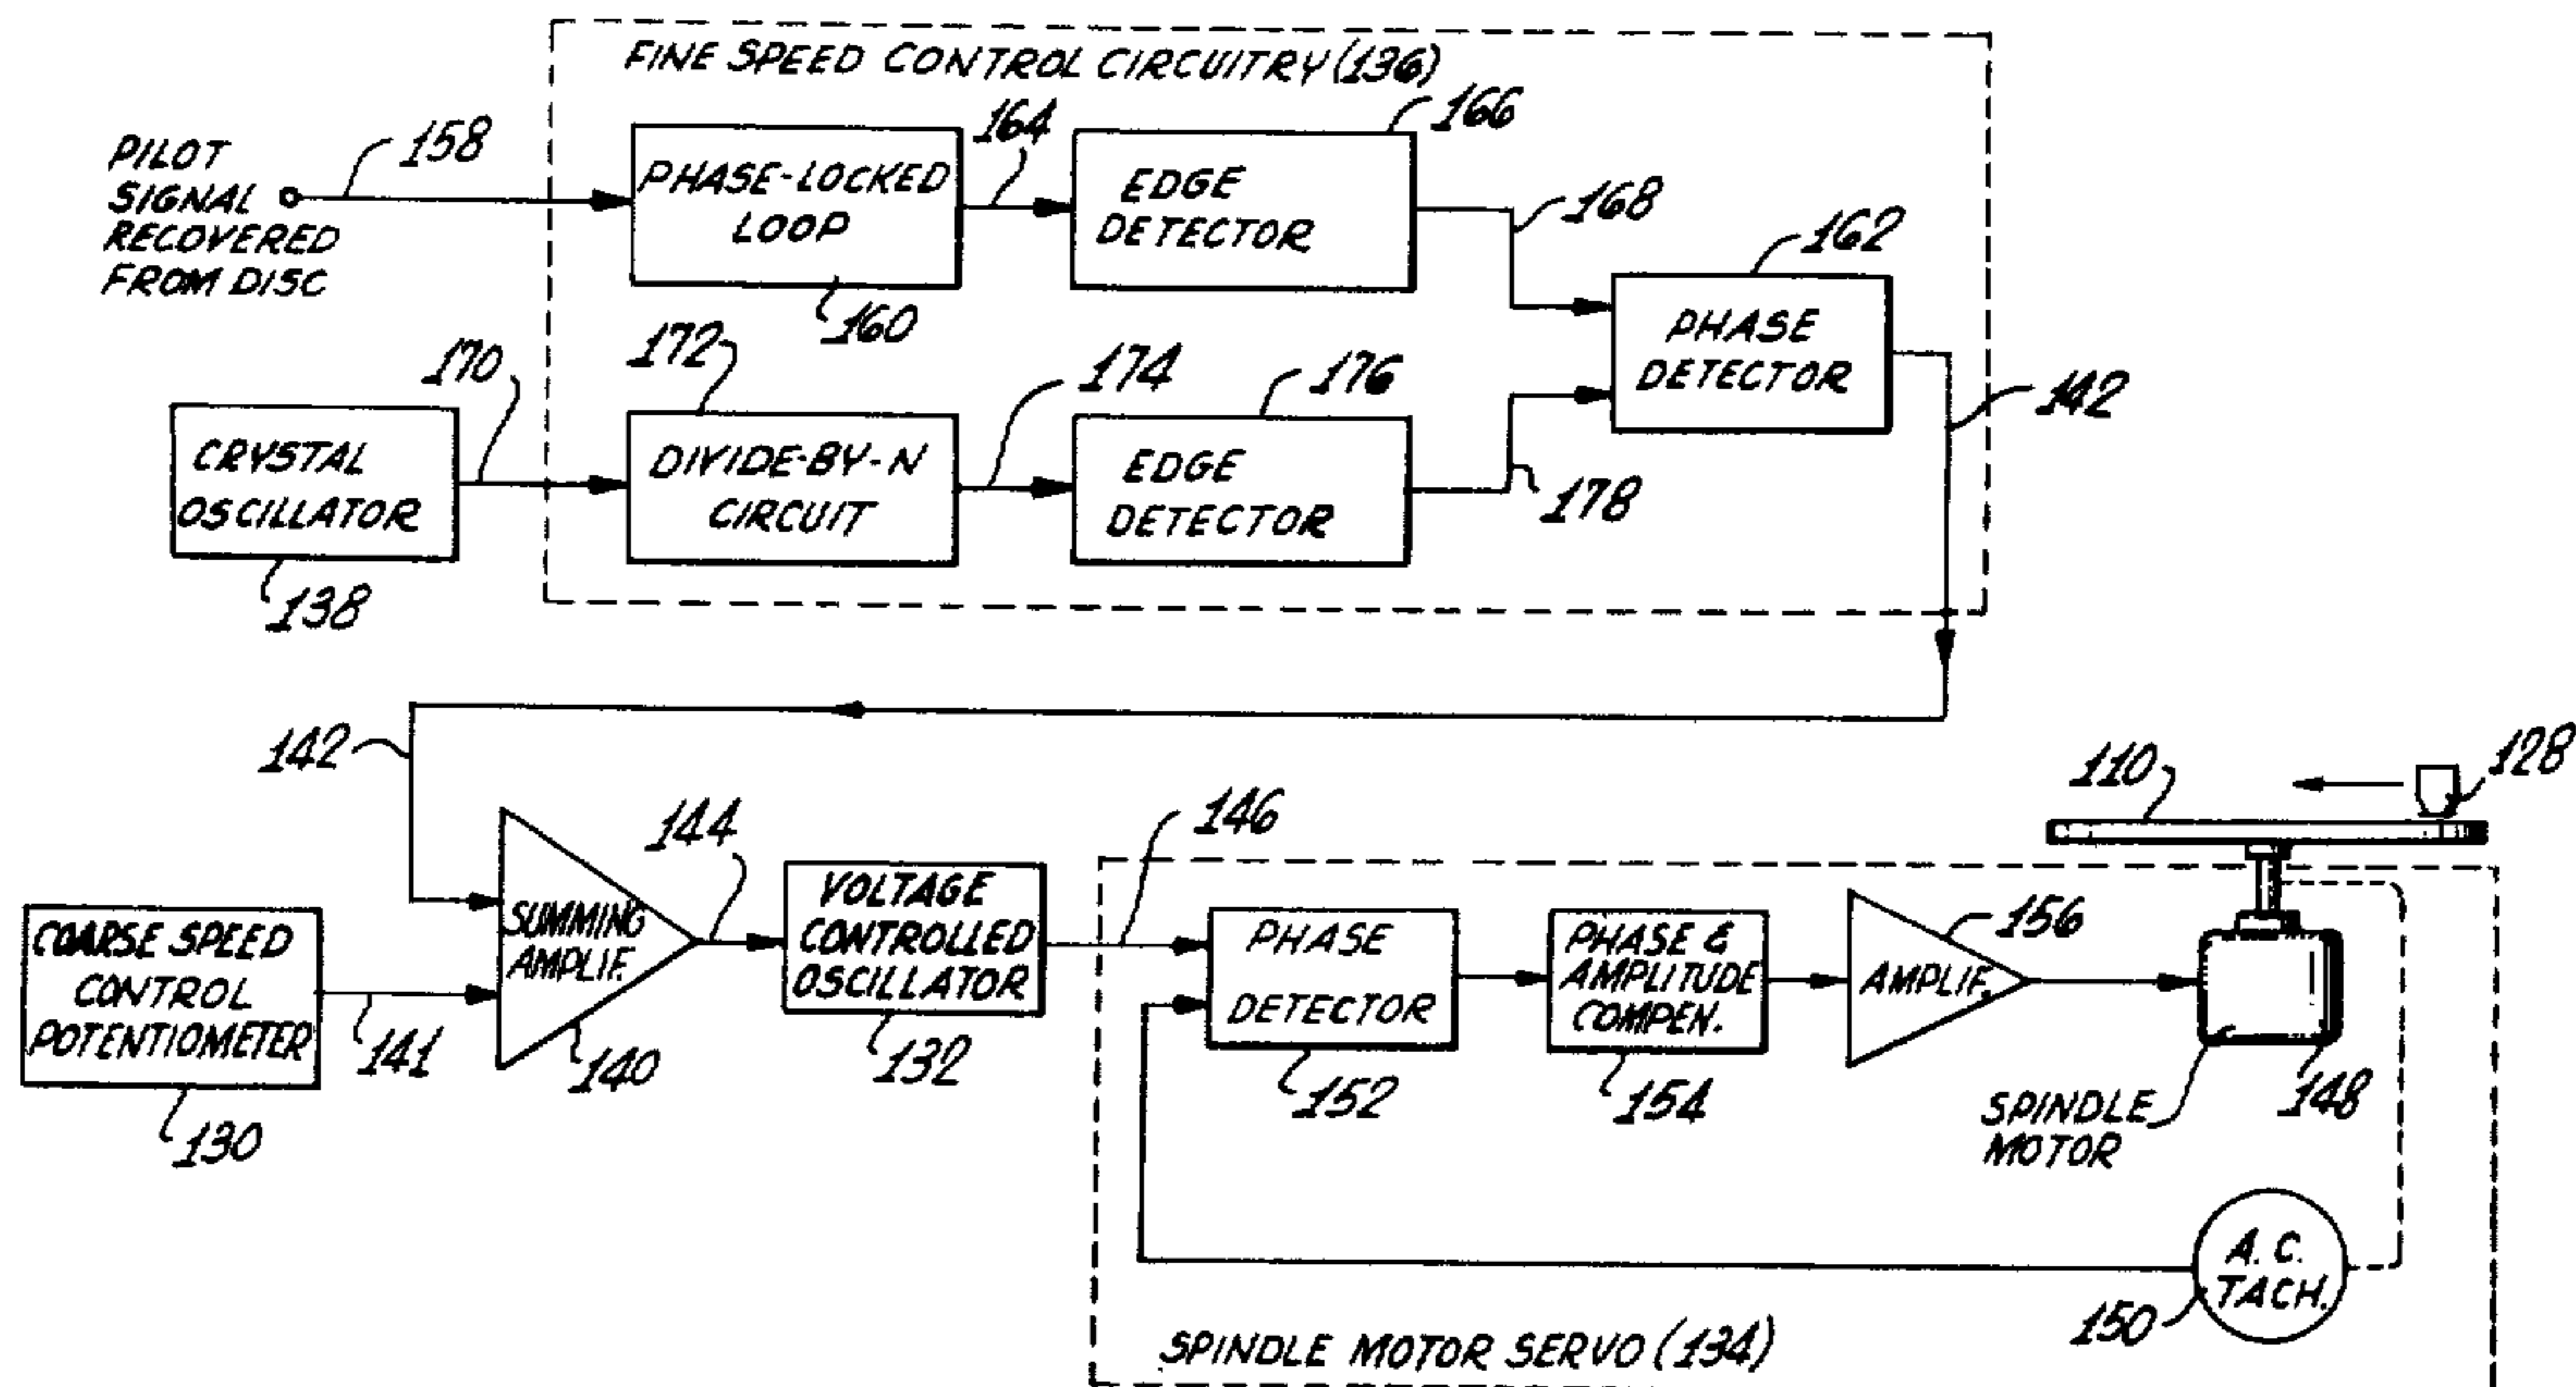 FINE SPEED CONTROL CIRCUITRY (136)
PILOT
SIGNAL
RECOVERED
FROM DISC
158
PHASE-LOCKED
LOOP
160
164
EDGE
DETECTOR
166
168
162
PHASE
DETECTOR
142
CRYSTAL
OSCILLATOR
138
170
172
DIVIDE-BY-N
CIRCUIT
174
176
EDGE
DETECTOR
178
142
COARSE SPEED
CONTROL
POTENTIOMETER
130
141
SUMMING
AMPLIF.
140
144
VOLTAGE
CONTROLLED
OSCILLATOR
132
146
PHASE
DETECTOR
152
PHASE &
AMPLITUDE
COMPEN.
154
AMPLIF.
156
110
128
SPINDLE
MOTOR
148
A.C.
TACH.
150
SPINDLE MOTOR SERVO (134)